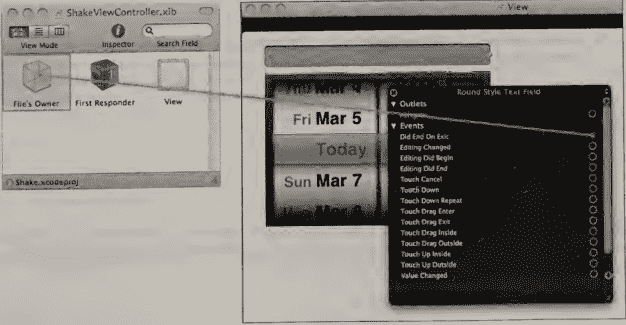 ShakeViewController.xib
View Mode
Inspector
Search Field
File's Owner
First Responder
View
Shake.xcodeproj
View
Thu Mar 4
Fri Mar 5
Today
Sun Mar 7
Round Style Text Field
Outlets
Events
Did End On Exit
Editing Changed
Editing Did Begin
Editing Did End
Touch Cancel
Touch Down
Touch Down Repeat
Touch Drag Enter
Touch Drag Exit
Touch Drag Inside
Touch Drag Outside
Touch Up Inside
Touch Up Outside
Value Changed